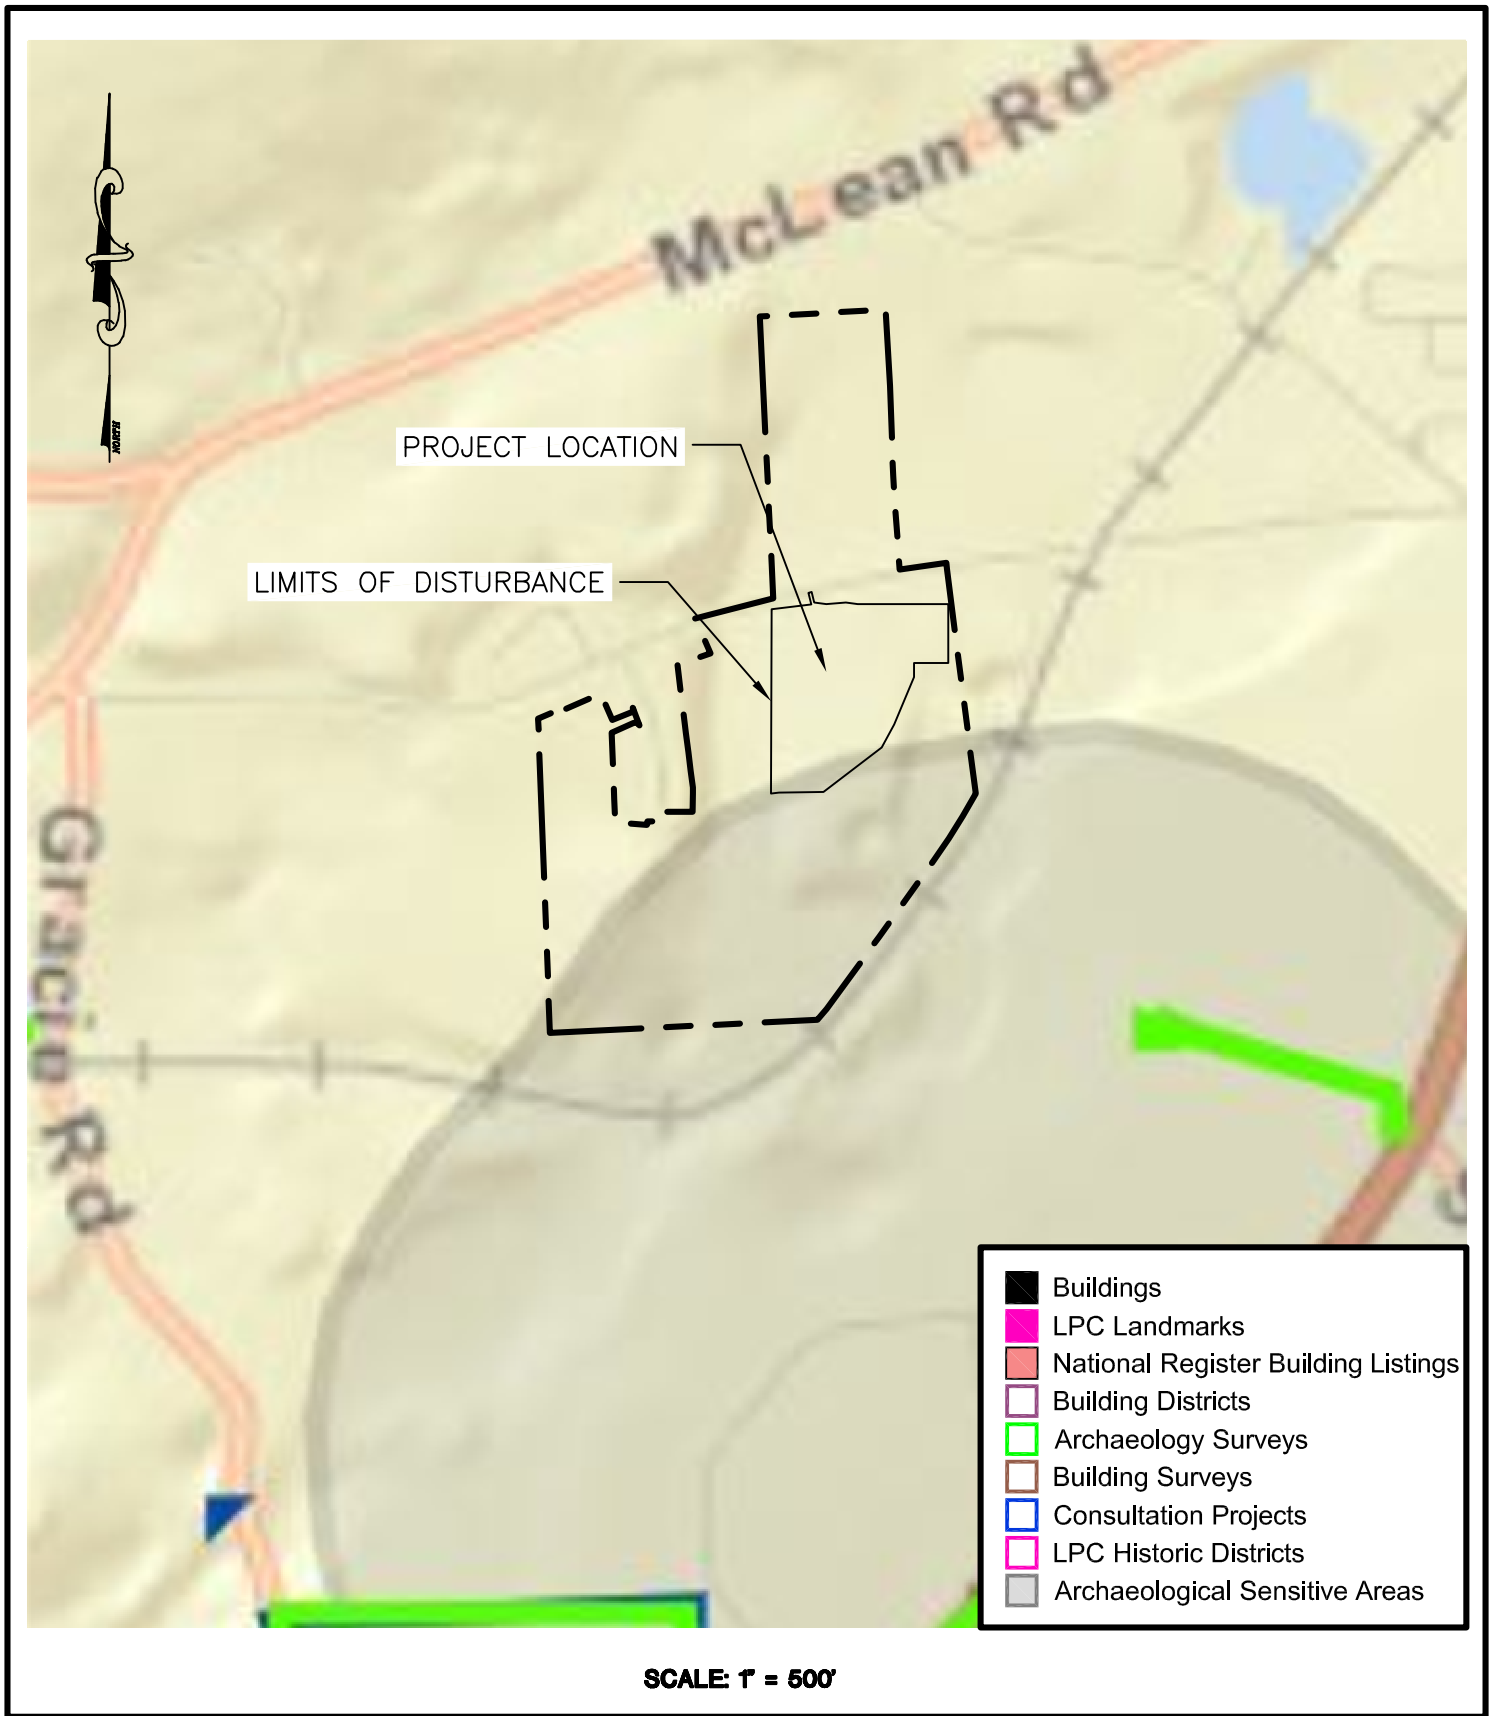 McLean Rd
NORTH
PROJECT LOCATION
LIMITS OF DISTURBANCE
Gracie Rd
Buildings
LPC Landmarks
National Register Building Listings
Building Districts
Archaeology Surveys
Building Surveys
Consultation Projects
LPC Historic Districts
Archaeological Sensitive Areas
SCALE: 1" = 500'